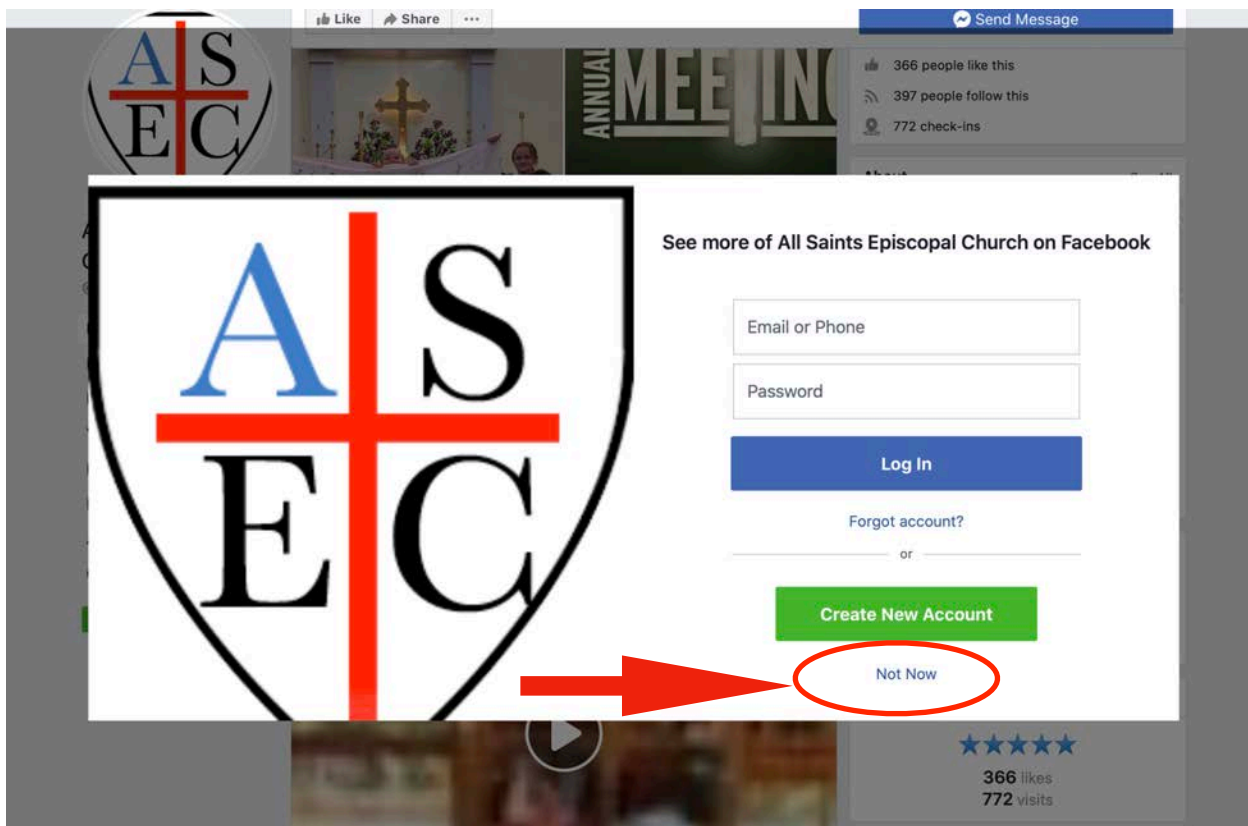 A S
E C
Like Share ...
Send Message
ANNUAL
MEETIN
366 people like this
397 people follow this
772 check-ins
About
A S
E C
See more of All Saints Episcopal Church on Facebook
Email or Phone
Password
Log In
Forgot account?
or
Create New Account
Not Now
366 likes
772 visits